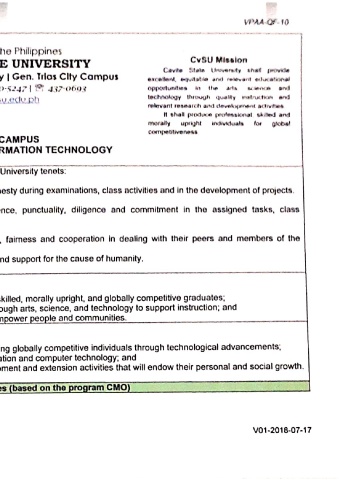 VPAA-QF-10
the Philippines
E UNIVERSITY
y | Gen. Trias City Campus
0-5247 | 437-0693
u.edu.ph
CvSU Mission
Cavite State University shall provide
excellent, equitable and relevant educational
opportunities in the arts science and
technology through quality instruction and
relevant research and development activities.
It shall produce professional skilled and
morally upright individuals for global
competitiveness
CAMPUS
RMATION TECHNOLOGY
University tenets:
esty during examinations, class activities and in the development of projects.
nce, punctuality, diligence and commitment in the assigned tasks, class
, fairness and cooperation in dealing with their peers and members of the
nd support for the cause of humanity.
killed, morally upright, and globally competitive graduates;
ough arts, science, and technology to support instruction; and
mpower people and communities.
ng globally competitive individuals through technological advancements;
ation and computer technology; and
ment and extension activities that will endow their personal and social growth.
es (based on the program CMO)
V01-2018-07-17